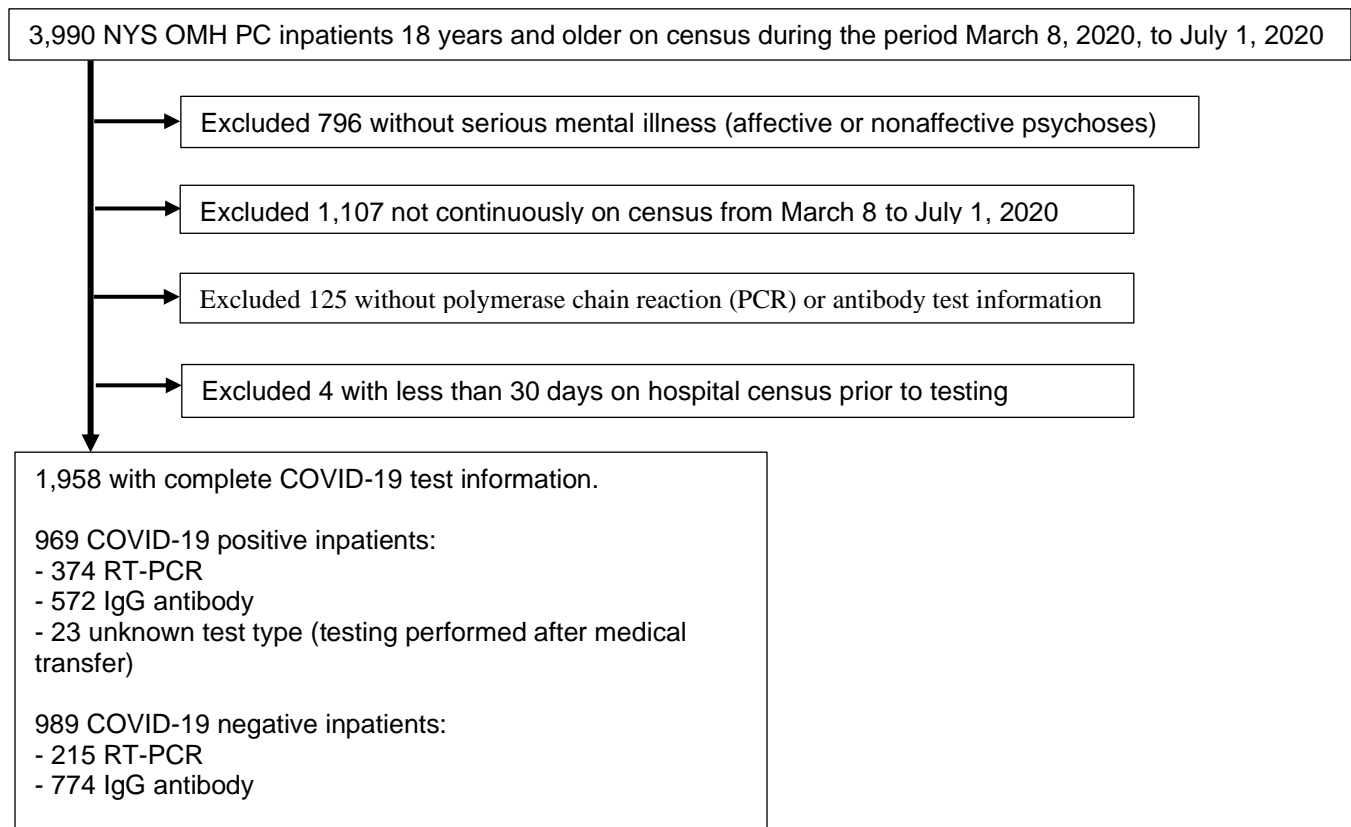 3,990 NYS OMH PC inpatients 18 years and older on census during the period March 8, 2020, to July 1, 2020
Excluded 796 without serious mental illness (affective or nonaffective psychoses)
Excluded 1,107 not continuously on census from March 8 to July 1, 2020
Excluded 125 without polymerase chain reaction (PCR) or antibody test information
Excluded 4 with less than 30 days on hospital census prior to testing
1,958 with complete COVID-19 test information.
969 COVID-19 positive inpatients:
- 374 RT-PCR
- 572 IgG antibody
- 23 unknown test type (testing performed after medical
transfer)
989 COVID-19 negative inpatients:
- 215 RT-PCR
- 774 IgG antibody